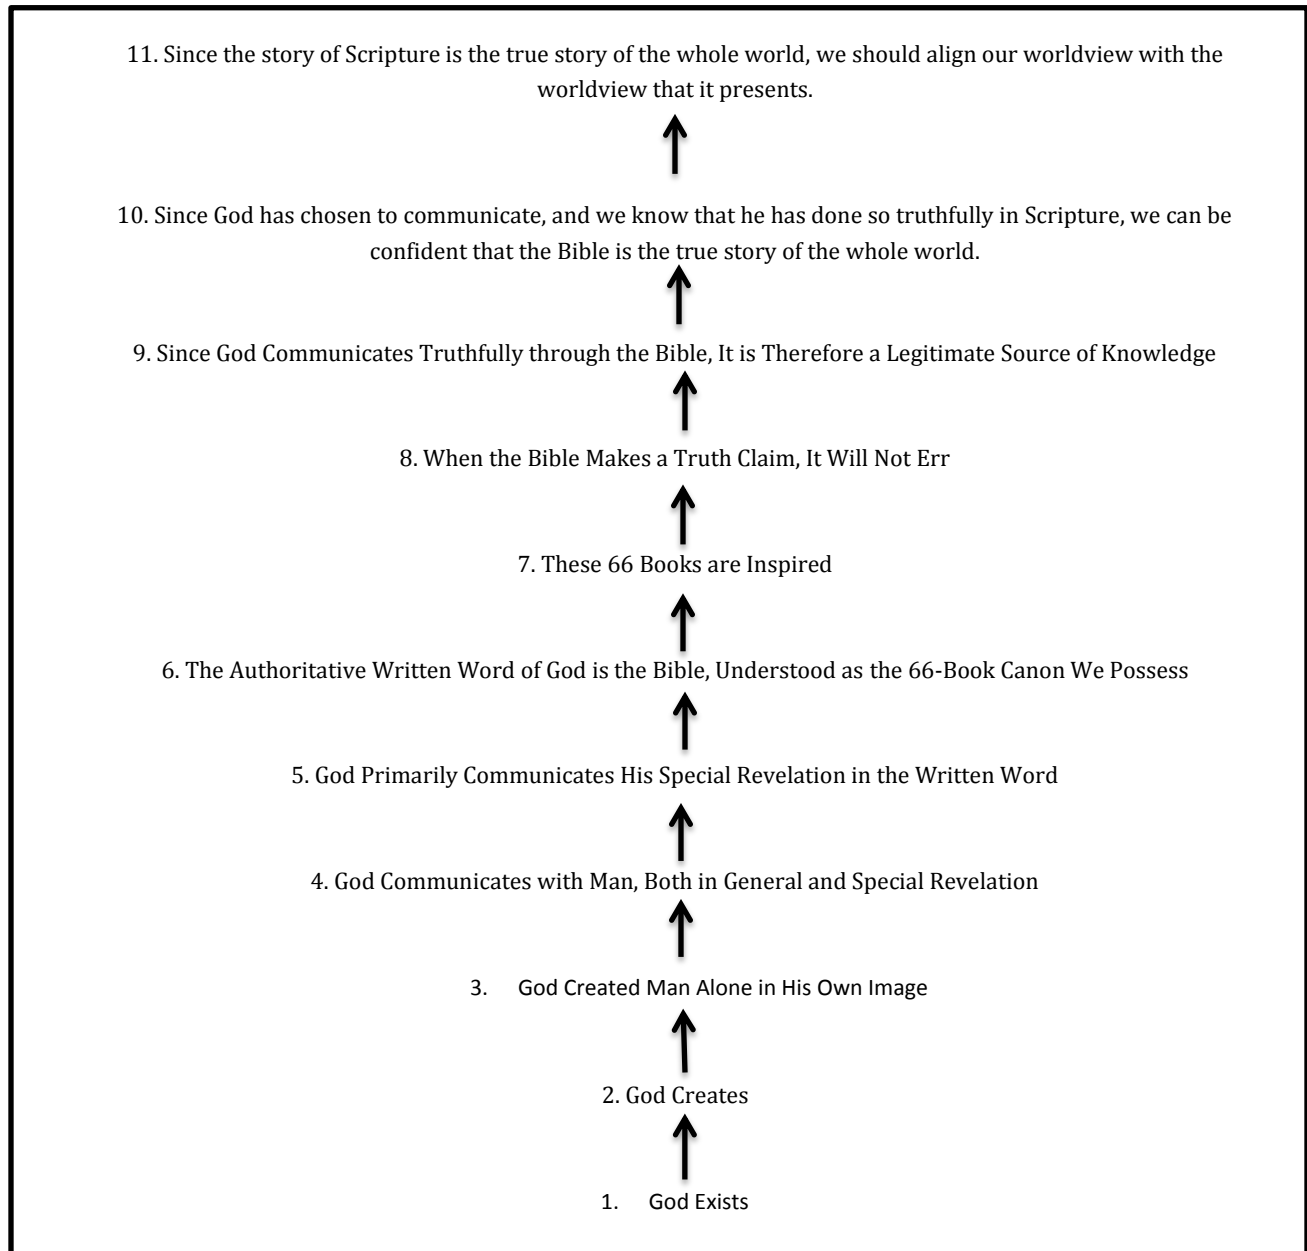 11. Since the story of Scripture is the true story of the whole world, we should align our worldview with the
worldview that it presents.
10. Since God has chosen to communicate, and we know that he has done so truthfully in Scripture, we can be
confident that the Bible is the true story of the whole world.
9. Since God Communicates Truthfully through the Bible, It is Therefore a Legitimate Source of Knowledge
8. When the Bible Makes a Truth Claim, It Will Not Err
7. These 66 Books are Inspired
6. The Authoritative Written Word of God is the Bible, Understood as the 66-Book Canon We Possess
5. God Primarily Communicates His Special Revelation in the Written Word
4. God Communicates with Man, Both in General and Special Revelation
3. God Created Man Alone in His Own Image
2. God Creates
1. God Exists